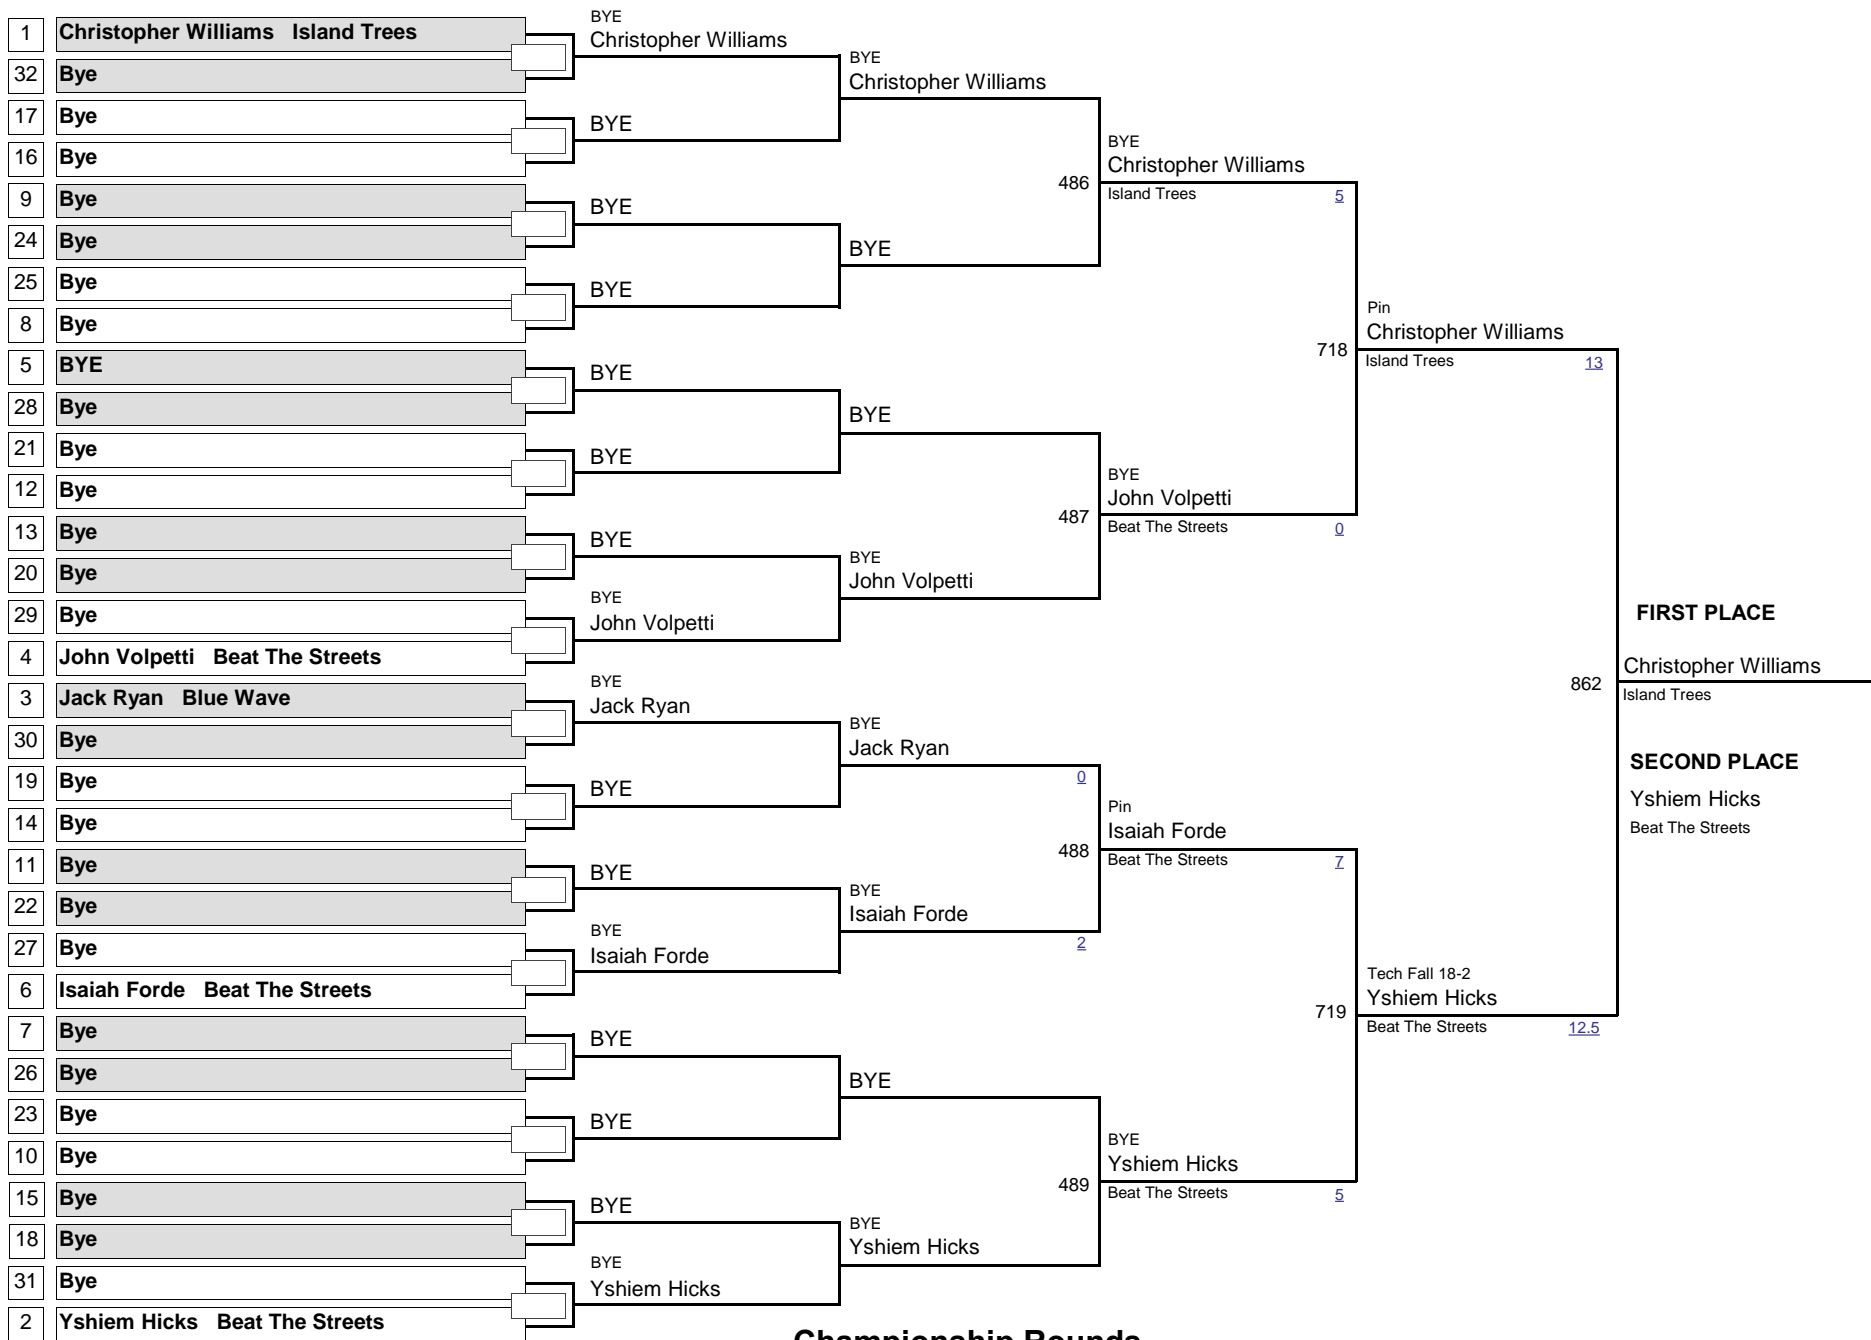 1 Christopher Williams Island Trees
32 Bye
17 Bye
16 Bye
9 Bye
24 Bye
25 Bye
8 Bye
5 BYE
28 Bye
21 Bye
12 Bye
13 Bye
20 Bye
29 Bye
4 John Volpetti Beat The Streets
3 Jack Ryan Blue Wave
30 Bye
19 Bye
14 Bye
11 Bye
22 Bye
27 Bye
6 Isaiah Forde Beat The Streets
7 Bye
26 Bye
23 Bye
10 Bye
15 Bye
18 Bye
31 Bye
2 Yshiem Hicks Beat The Streets
BYE
Christopher Williams
BYE
BYE
BYE
BYE
BYE
BYE
BYE
John Volpetti
BYE
Jack Ryan
BYE
BYE
BYE
Isaiah Forde
BYE
BYE
BYE
BYE
Yshiem Hicks
BYE
Christopher Williams
BYE
BYE
BYE
John Volpetti
BYE
Jack Ryan
0
BYE
Isaiah Forde
2
BYE
BYE
Yshiem Hicks
486
487
488
489
BYE
Christopher Williams
Island Trees 5
BYE
John Volpetti
Beat The Streets 0
Pin
Isaiah Forde
Beat The Streets 7
BYE
Yshiem Hicks
Beat The Streets 5
718
719
Pin
Christopher Williams
Island Trees 13
Tech Fall 18-2
Yshiem Hicks
Beat The Streets 12.5
862
FIRST PLACE
Christopher Williams
Island Trees
SECOND PLACE
Yshiem Hicks
Beat The Streets
Championship Rounds